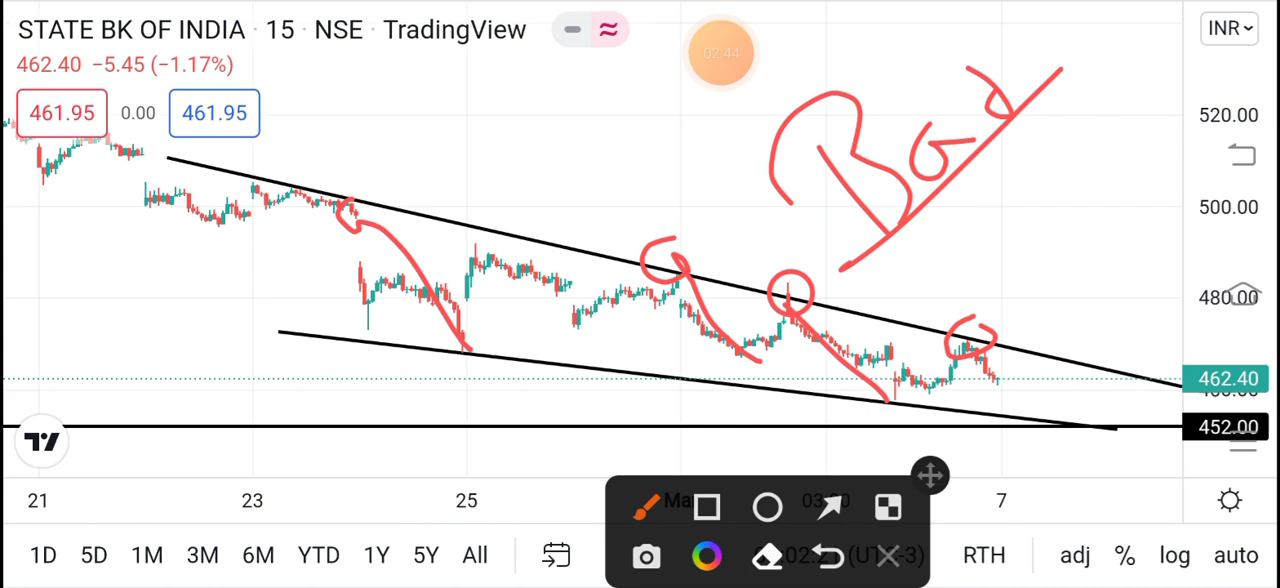 STATE BK OF INDIA · 15 · NSE · TradingView
INR
462.40 −5.45 (−1.17%)
461.95 0.00 461.95
02:44
Bad
520.00
500.00
480.00
462.40
452.00
21 23 25 7
1D 5D 1M 3M 6M YTD 1Y 5Y All RTH adj % log auto